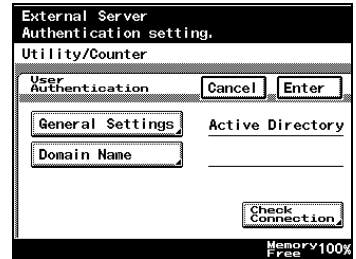 External Server
Authentication setting.
Utility/Counter
User
Authentication
Cancel
Enter
General Settings
Active Directory
Domain Name
Check
Connection
Memory
Free
100%